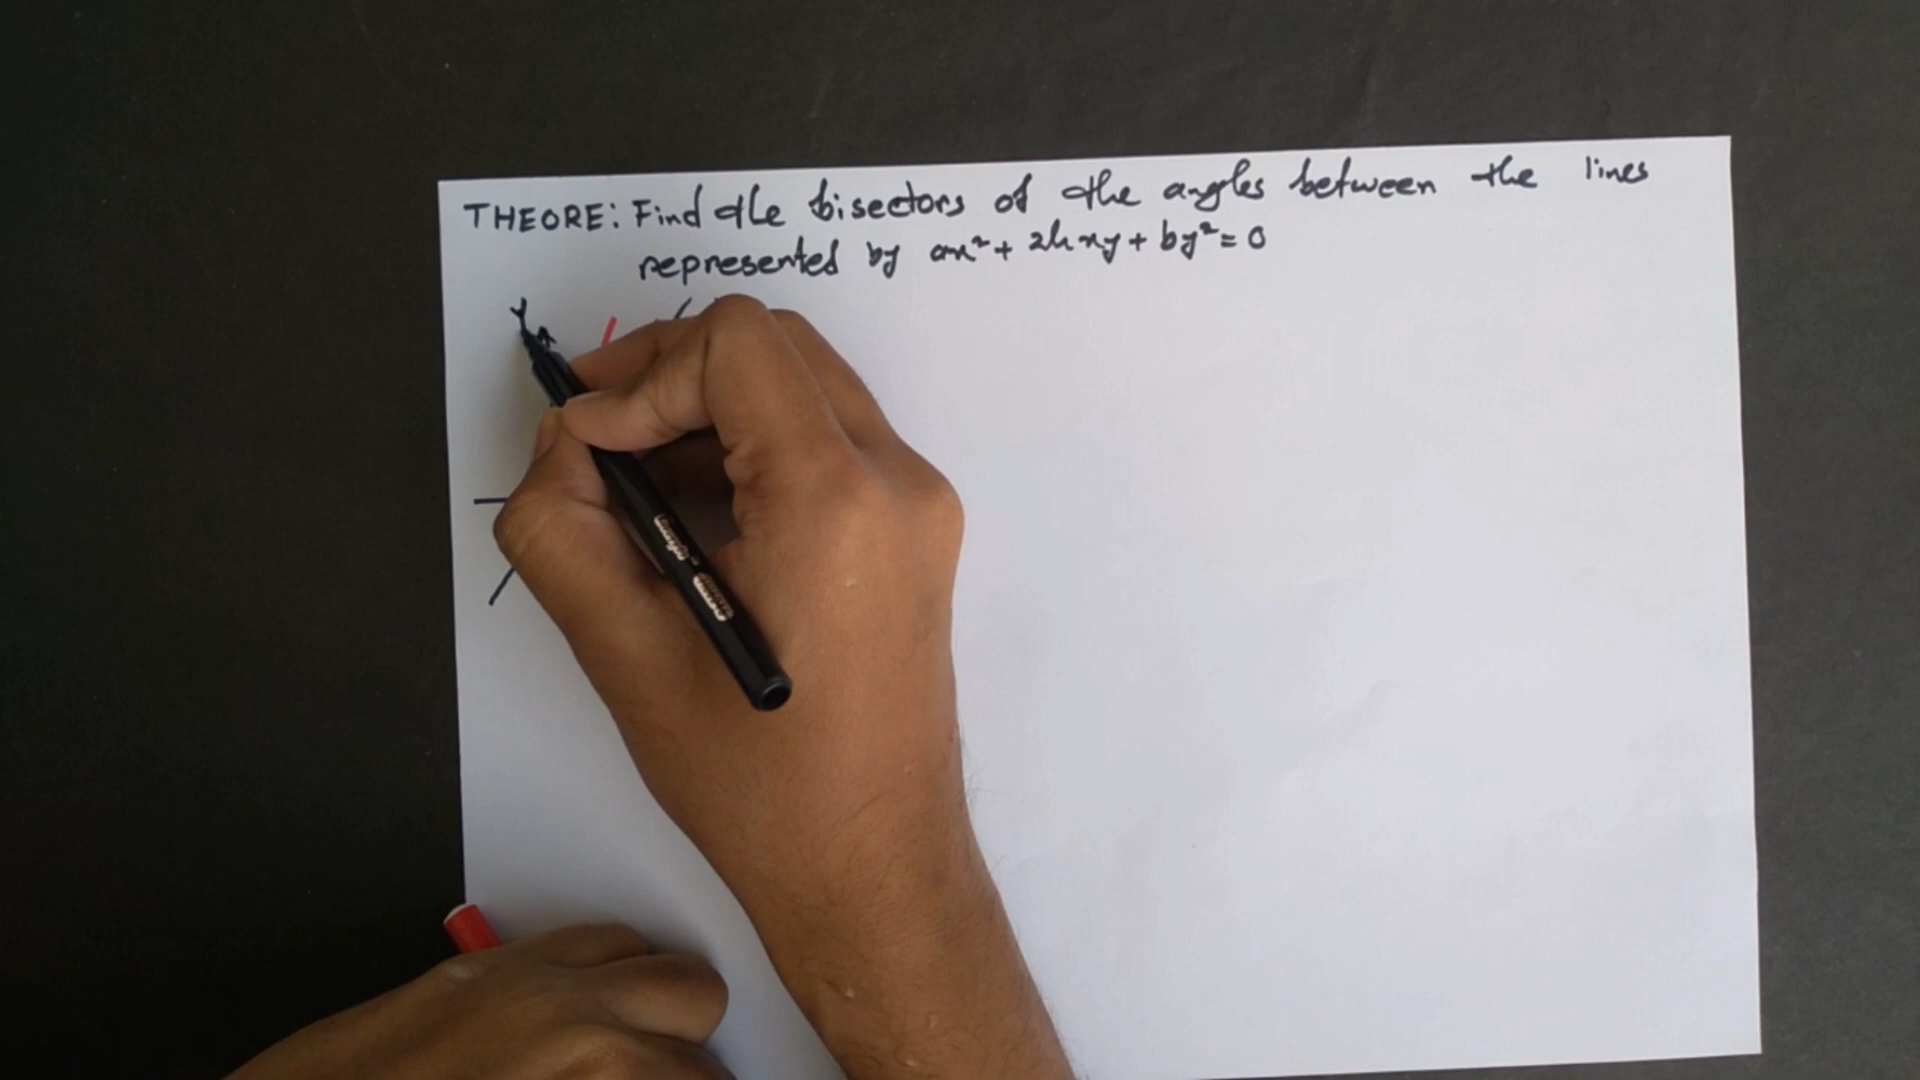 THEORE: Find the bisectors of the angles between the lines
represented by ax²+ 2hxy + by² = 0
Y